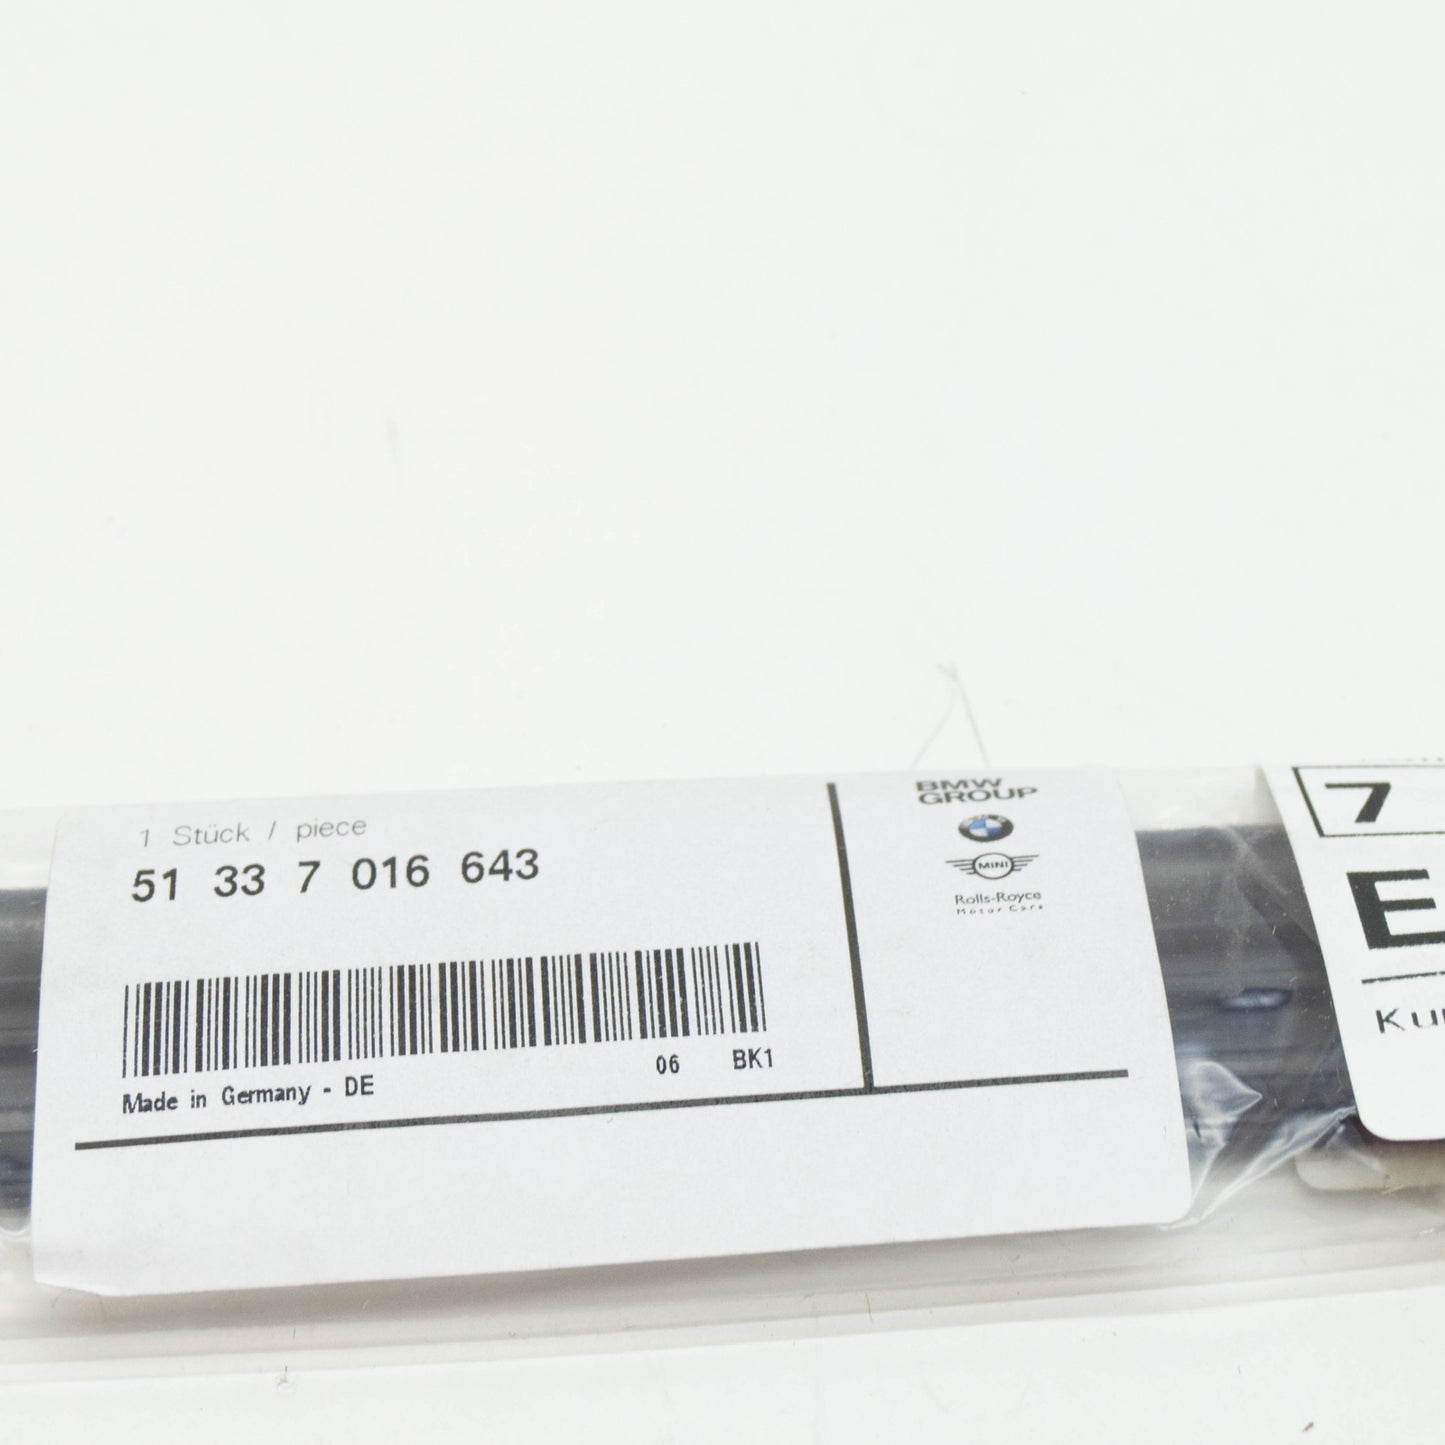 1 Stück / piece
51 33 7 016 643
Made in Germany - DE
06 BK1
BMW
GROUP
MINI
Rolls-Royce
Motor Cars
7
E